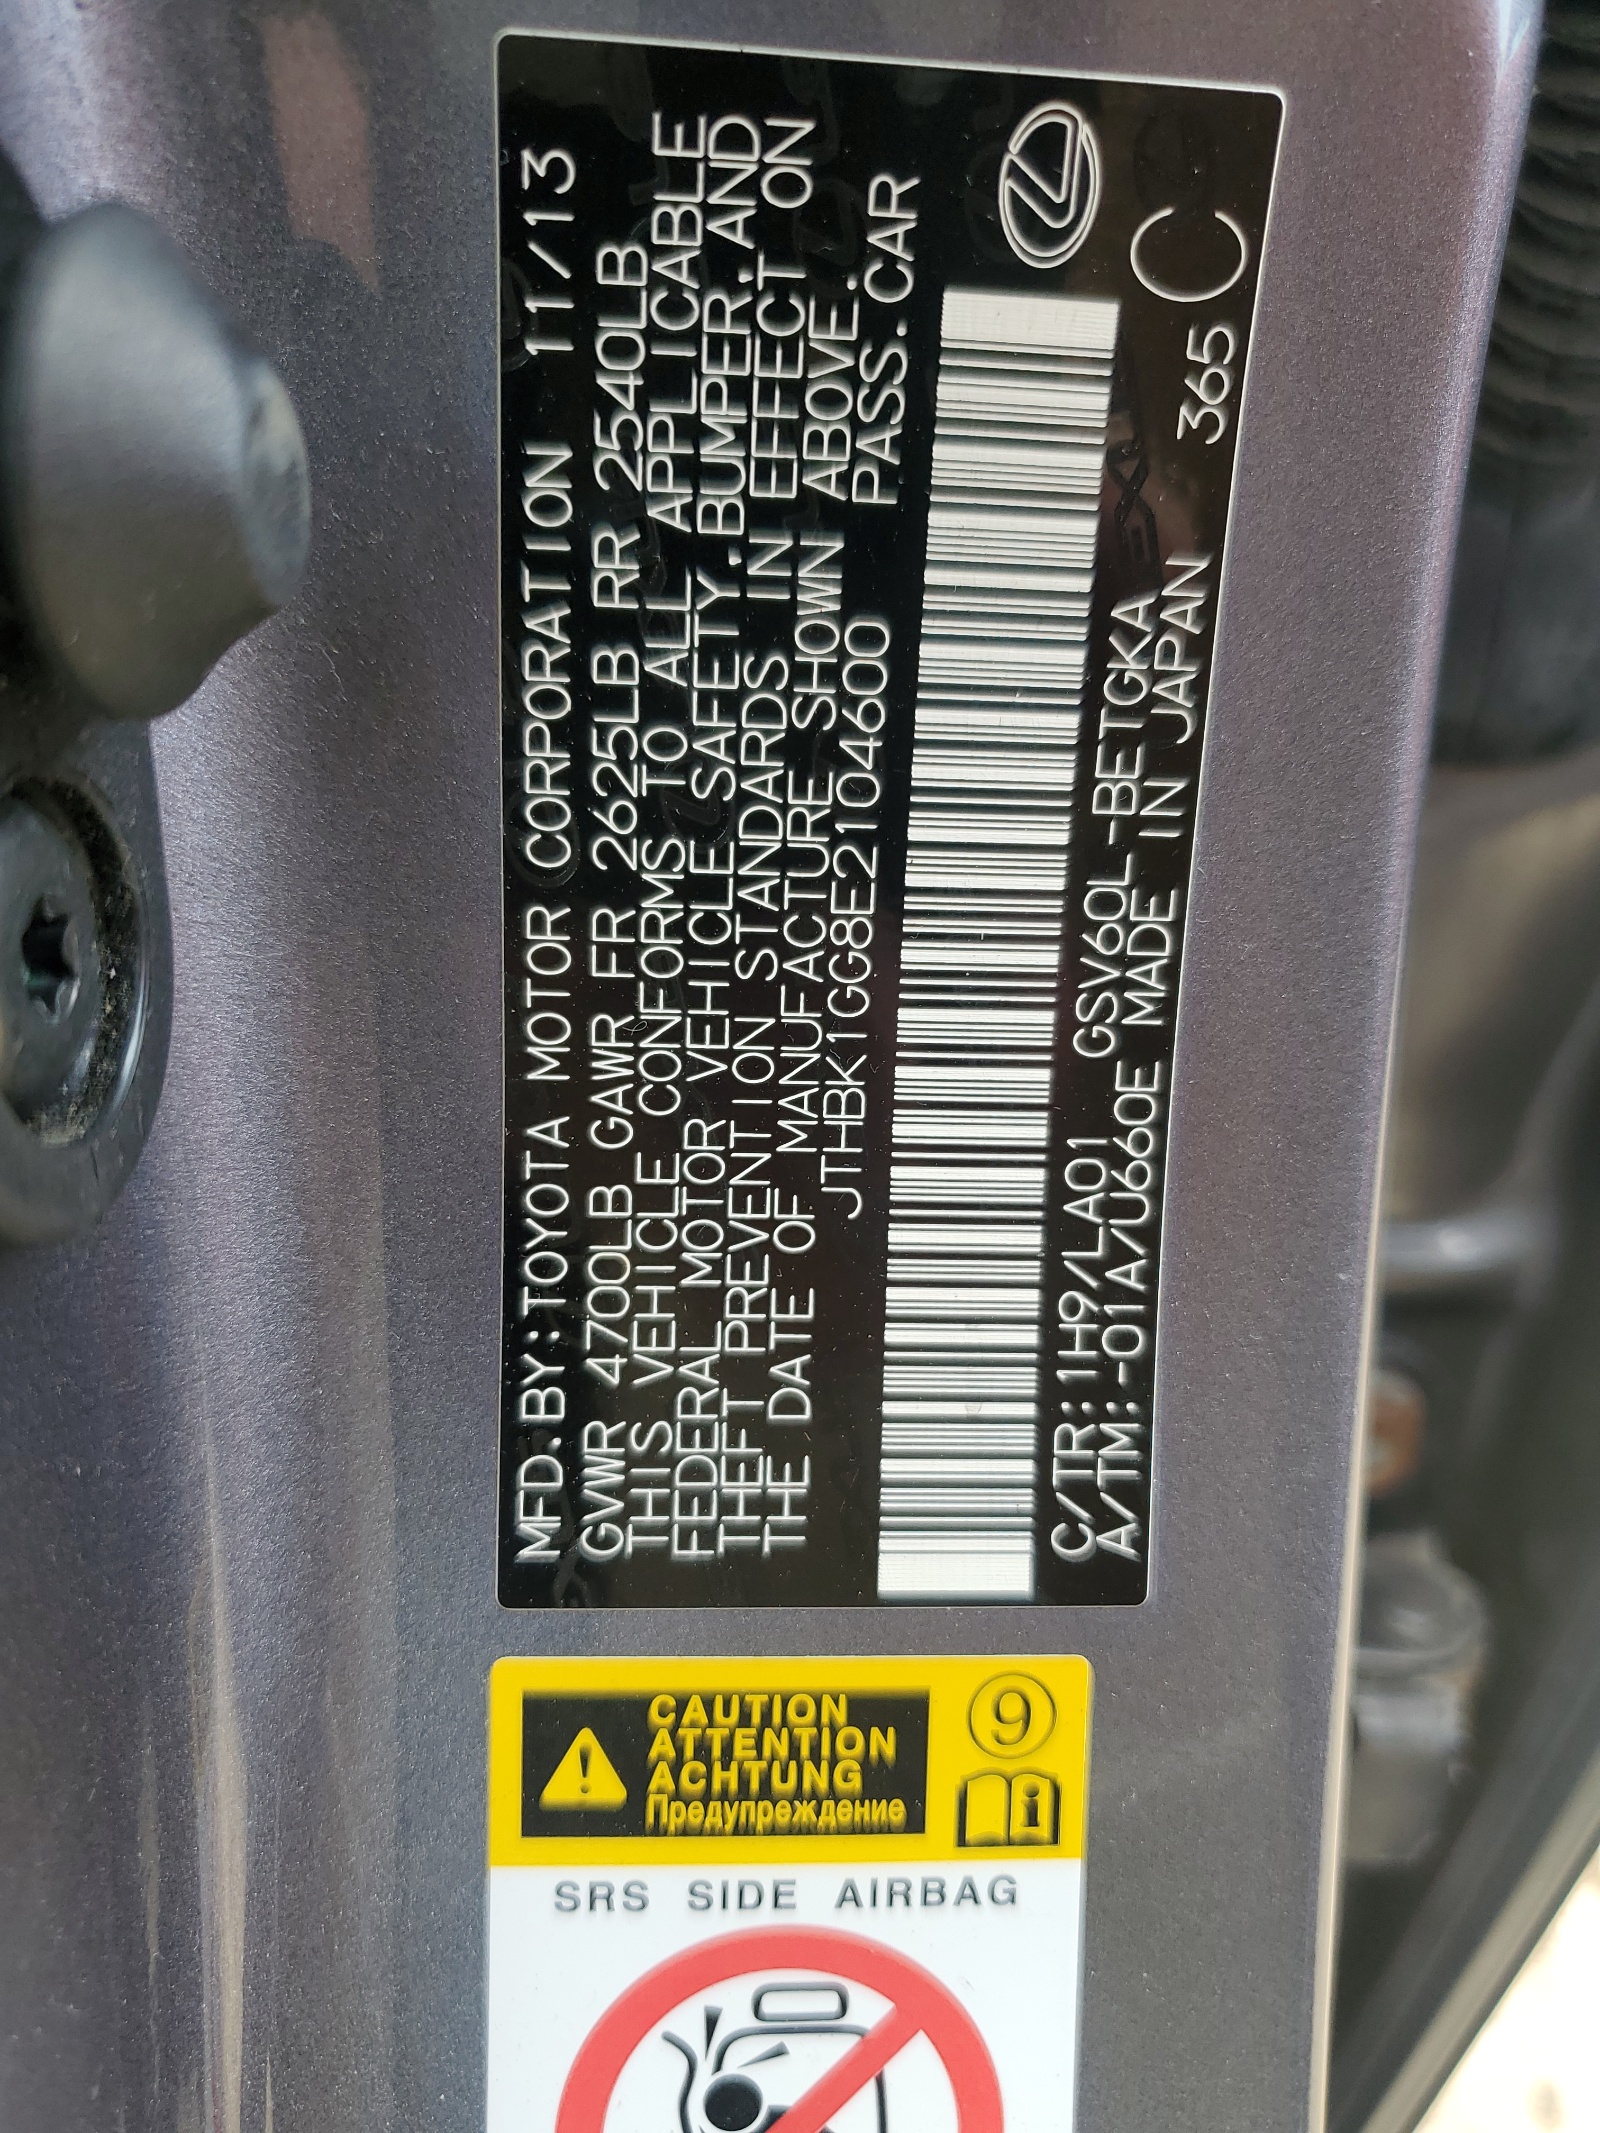 MFD.BY:TOYOTA MOTOR CORPORATION 11/13
GVWR 4700LB GAWR FR 2625LB RR 2540LB
THIS VEHICLE CONFORMS TO ALL APPLICABLE
FEDERAL MOTOR VEHICLE SAFETY.BUMPER.AND
THEFT PREVENTION STANDARDS IN EFFECT ON
THE DATE OF MANUFACTURE SHOWN ABOVE.
JTHBK1GG8E2104600 PASS.CAR
C/TR:1H9/LA01 GSV60L-BETGKA
A/TM:-01A/U660E MADE IN JAPAN 365 C
CAUTION
ATTENTION
ACHTUNG
Предупреждение
9
i
SRS SIDE AIRBAG